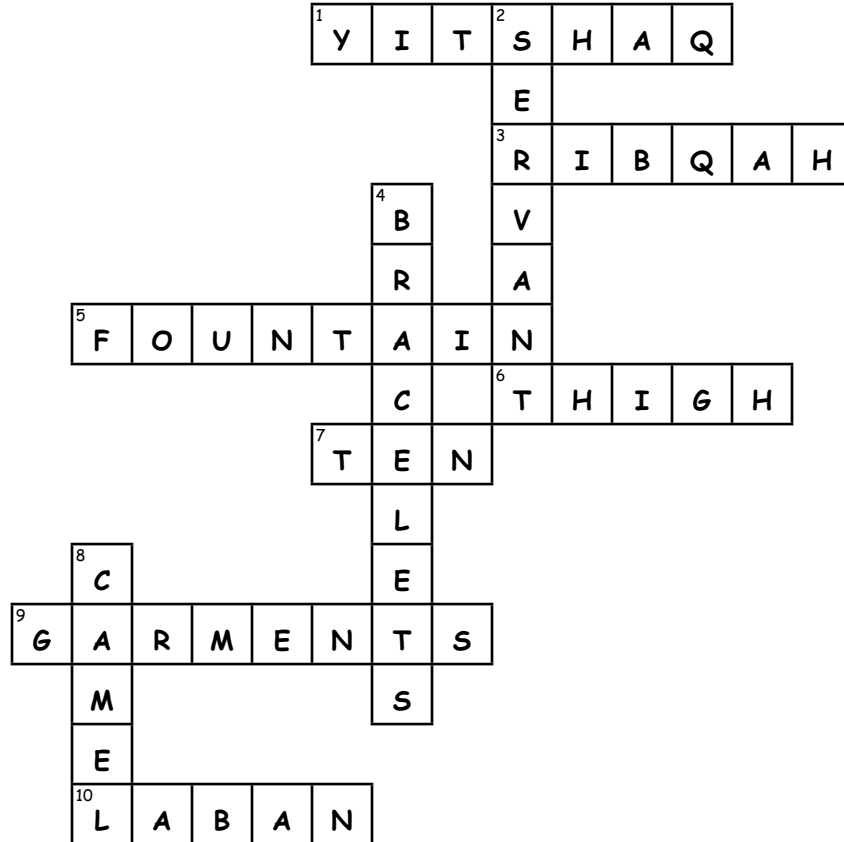 1 2
Y I T S H A Q
E
3
R I B Q A H
4
B V
R A
5
F O U N T A I N
6
C T H I G H
7
T E N
L
8
C E
9
G A R M E N T S
M S
E
10
L A B A N